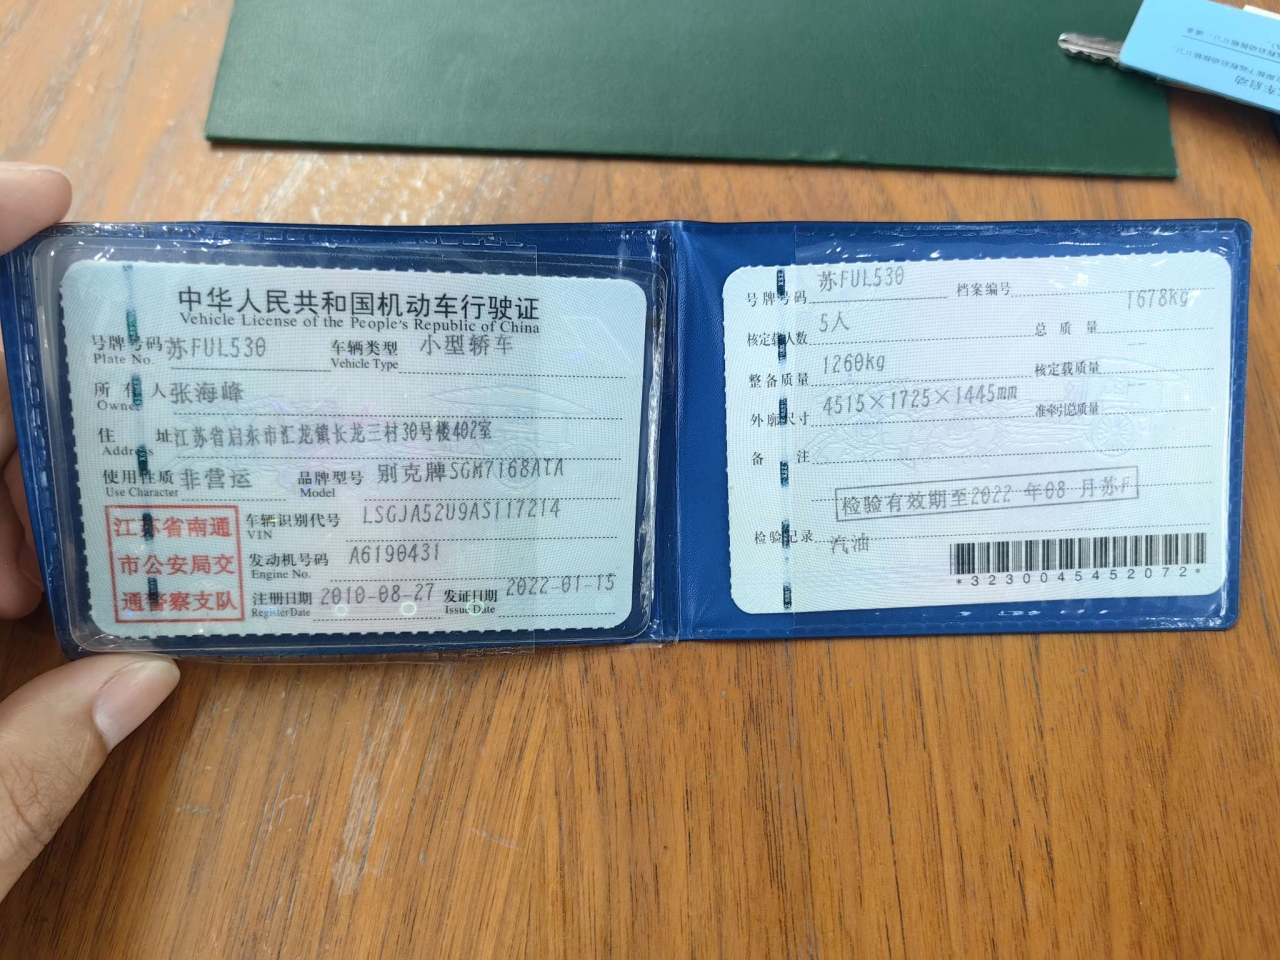 中华人民共和国机动车行驶证
Vehicle License of the People's Republic of China
号牌号码 苏FUL530 车辆类型 小型轿车
Plate No. Vehicle Type
所有人 张海峰
Owner
住址 江苏省启东市汇龙镇长龙三村30号楼402室
Address
使用性质 非营运 品牌型号 别克牌SGM7168ATA
Use Character Model
江苏省南通
市公安局交
通警察支队
车辆识别代号 LSGJA52U9AS117214
VIN
发动机号码 A6190431
Engine No.
注册日期 2010-08-27 发证日期 2022-01-15
Register Date Issue Date
号牌号码 苏FUL530 档案编号
核定载人数 5人 总质量 1678kg
整备质量 1260kg 核定载质量
外廓尺寸 4515×1725×1445mm 准牵引总质量
备注
检验有效期至2022年08月苏F
检验记录 汽油
*3230045452072*